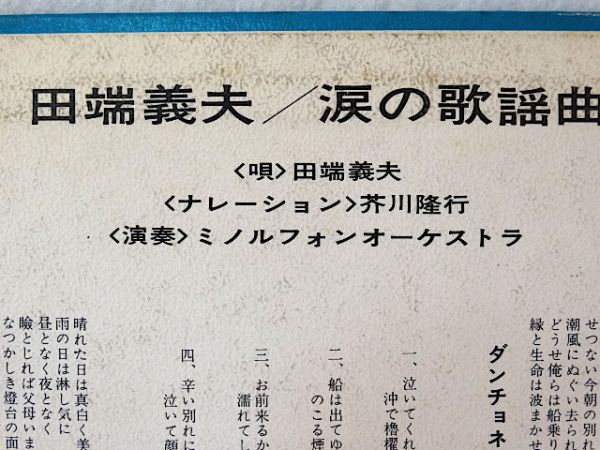 田端義夫／涙の歌謡曲
<唄>田端義夫
<ナレーション>芥川隆行
<演奏>ミノルフォンオーケストラ
せつない今朝の別れ
潮風にぬぐい去られ
どうせ俺らは船乗り
縁と生命は波まかせ
ダンチョネ
一、泣いてくれ
沖で櫓櫂
二、船は出てゆ
のこる煙
三、お前来るか
濡れてし
四、辛い別れに
泣いて顔
晴れた日は真白く美
雨の日は淋し気に
昼となく夜となく
瞼とじれば父母いま
なつかしき燈台の面